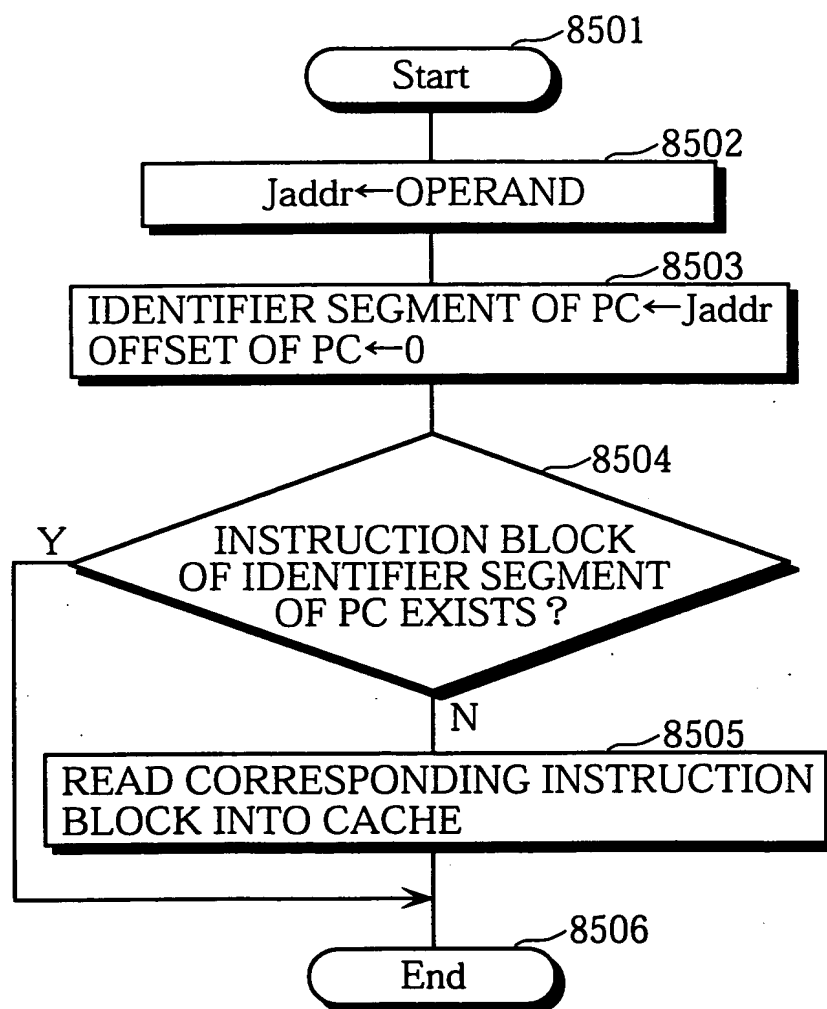 8501
Start
8502
Jaddr←OPERAND
8503
IDENTIFIER SEGMENT OF PC←Jaddr
OFFSET OF PC←0
8504
Y
INSTRUCTION BLOCK
OF IDENTIFIER SEGMENT
OF PC EXISTS ?
N
8505
READ CORRESPONDING INSTRUCTION
BLOCK INTO CACHE
8506
End